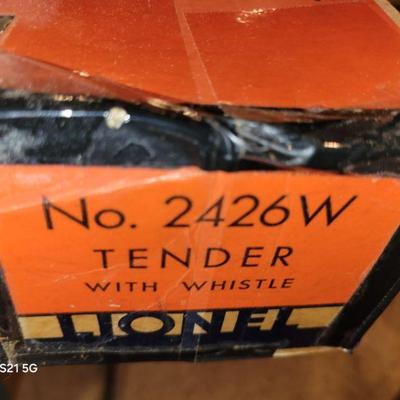 No. 2426W
TENDER
WITH WHISTLE
LIONEL
S21 5G